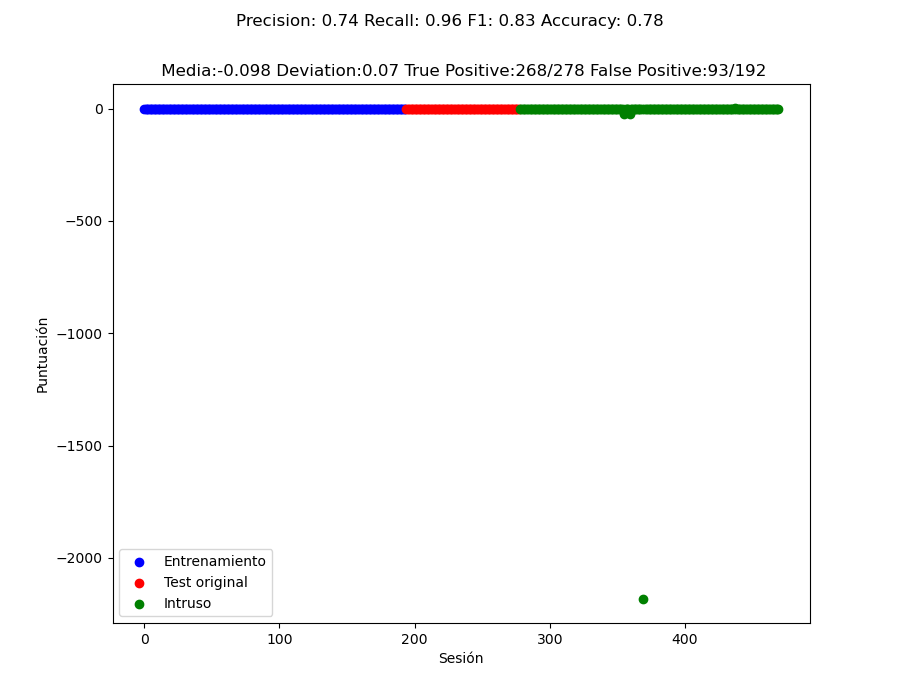 Precision: 0.74 Recall: 0.96 F1: 0.83 Accuracy: 0.78
Media:-0.098 Deviation:0.07 True Positive:268/278 False Positive:93/192
0
−500
−1000
−1500
−2000
Puntuación
Entrenamiento
Test original
Intruso
0 100 200 300 400
Sesión